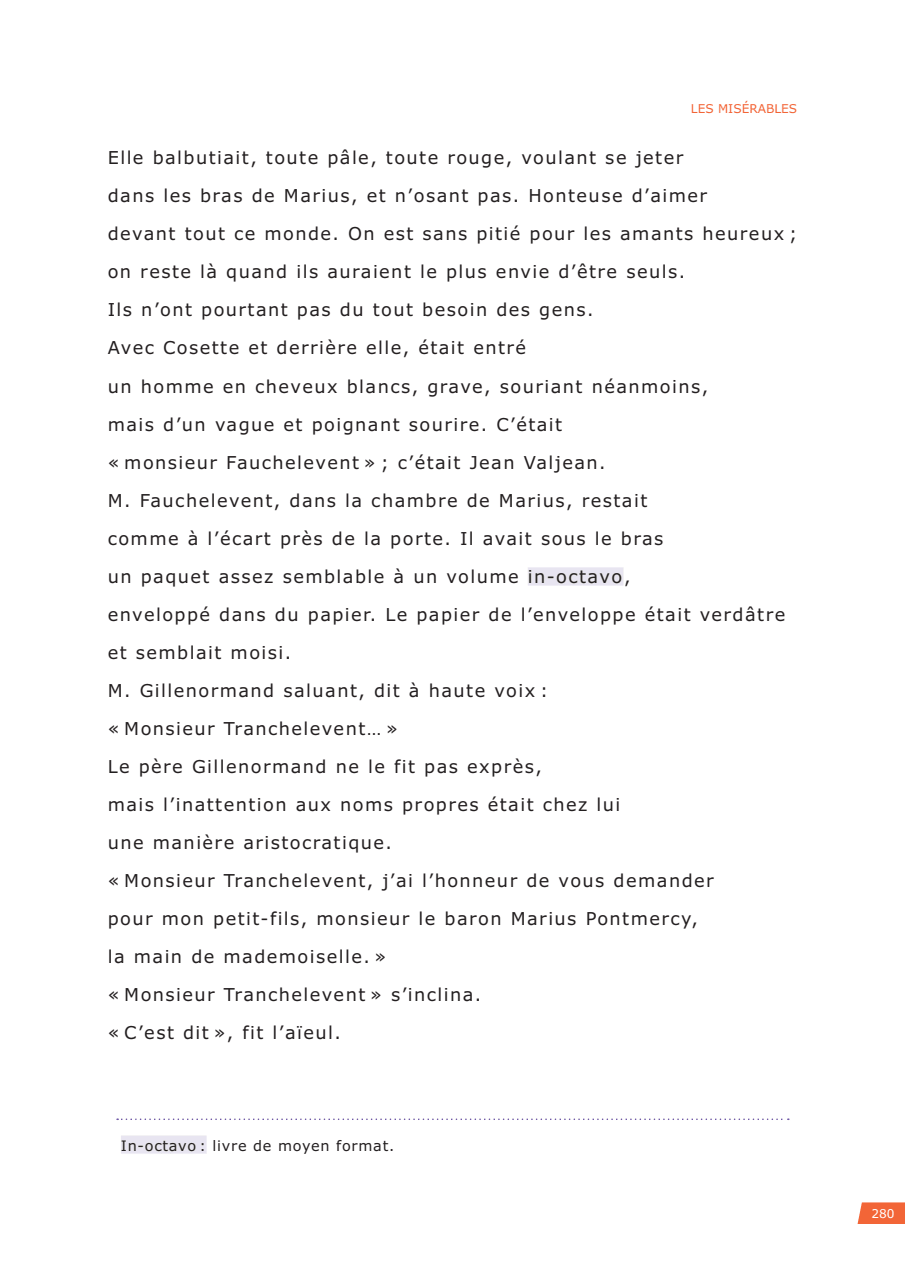 LES MISÉRABLES
Elle balbutiait, toute pâle, toute rouge, voulant se jeter
dans les bras de Marius, et n’osant pas. Honteuse d’aimer
devant tout ce monde. On est sans pitié pour les amants heureux ;
on reste là quand ils auraient le plus envie d’être seuls.
Ils n’ont pourtant pas du tout besoin des gens.
Avec Cosette et derrière elle, était entré
un homme en cheveux blancs, grave, souriant néanmoins,
mais d’un vague et poignant sourire. C’était
« monsieur Fauchelevent » ; c’était Jean Valjean.
M. Fauchelevent, dans la chambre de Marius, restait
comme à l’écart près de la porte. Il avait sous le bras
un paquet assez semblable à un volume in-octavo,
enveloppé dans du papier. Le papier de l’enveloppe était verdâtre
et semblait moisi.
M. Gillenormand saluant, dit à haute voix :
« Monsieur Tranchelevent… »
Le père Gillenormand ne le fit pas exprès,
mais l’inattention aux noms propres était chez lui
une manière aristocratique.
« Monsieur Tranchelevent, j’ai l’honneur de vous demander
pour mon petit-fils, monsieur le baron Marius Pontmercy,
la main de mademoiselle. »
« Monsieur Tranchelevent » s’inclina.
« C’est dit », fit l’aïeul.
In-octavo : livre de moyen format.
280